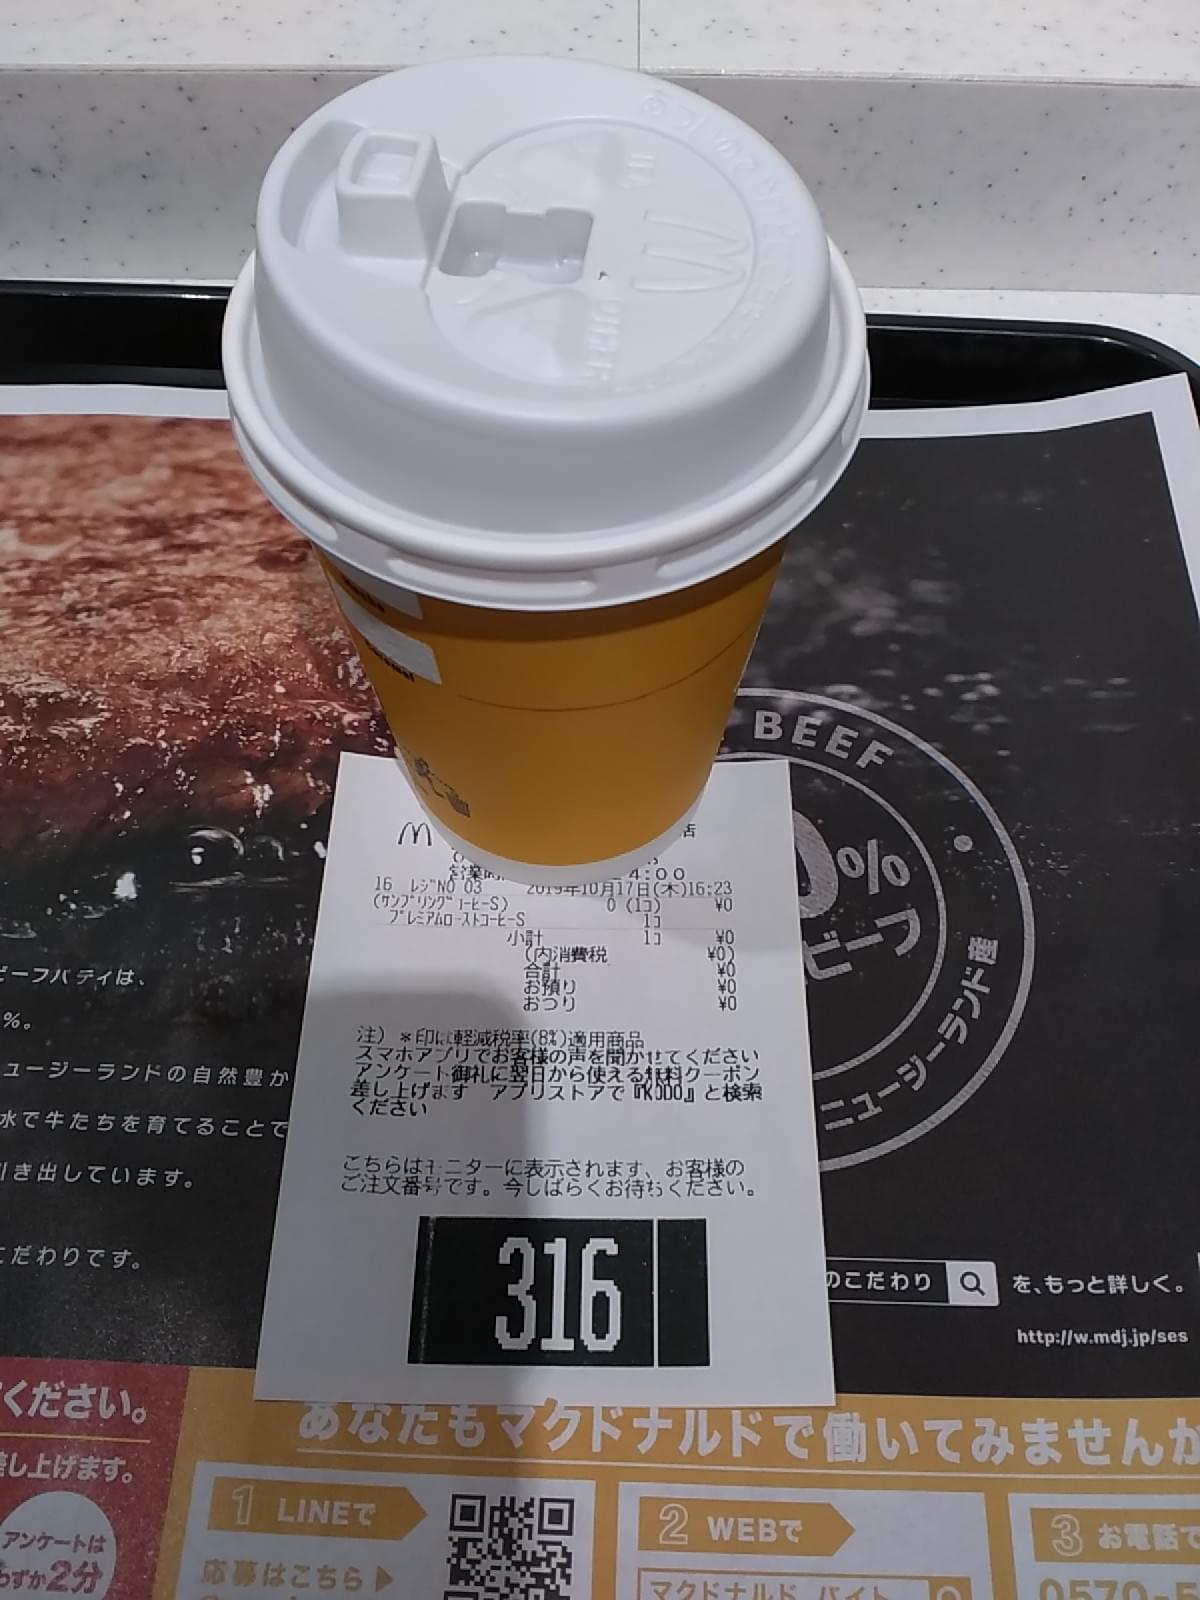 BEEF
%
ビーフ
ニュージーランド産
店
営業時
4:00
16 レジNO 03 2019年10月17日(木)16:23
(サンプリングコーヒーS) 0 (1コ) ¥0
プレミアムローストコーヒーS 1コ
小計 1コ ¥0
(内消費税 ¥0)
合計 ¥0
お預り ¥0
おつり ¥0
注) *印は軽減税率(8%)適用商品
スマホアプリでお客様の声を聞かせてください
アンケート御礼に翌日から使える無料クーポン
差し上げます アプリストアで『KODO』と検索
ください
こちらはモニターに表示されます、お客様の
ご注文番号です。今しばらくお待ちください。
316
ビーフパティは、
%。
ュージーランドの自然豊か
水で牛たちを育てることで
引き出しています。
こだわりです。
のこだわり
を、もっと詳しく。
http://w.mdj.jp/ses
ください。
差し上げます。
アンケートは
わずか2分
あなたもマクドナルドで働いてみませんか
1 LINEで
応募はこちら
2 WEBで
マクドナルド バイト
3 お電話で
0570-5